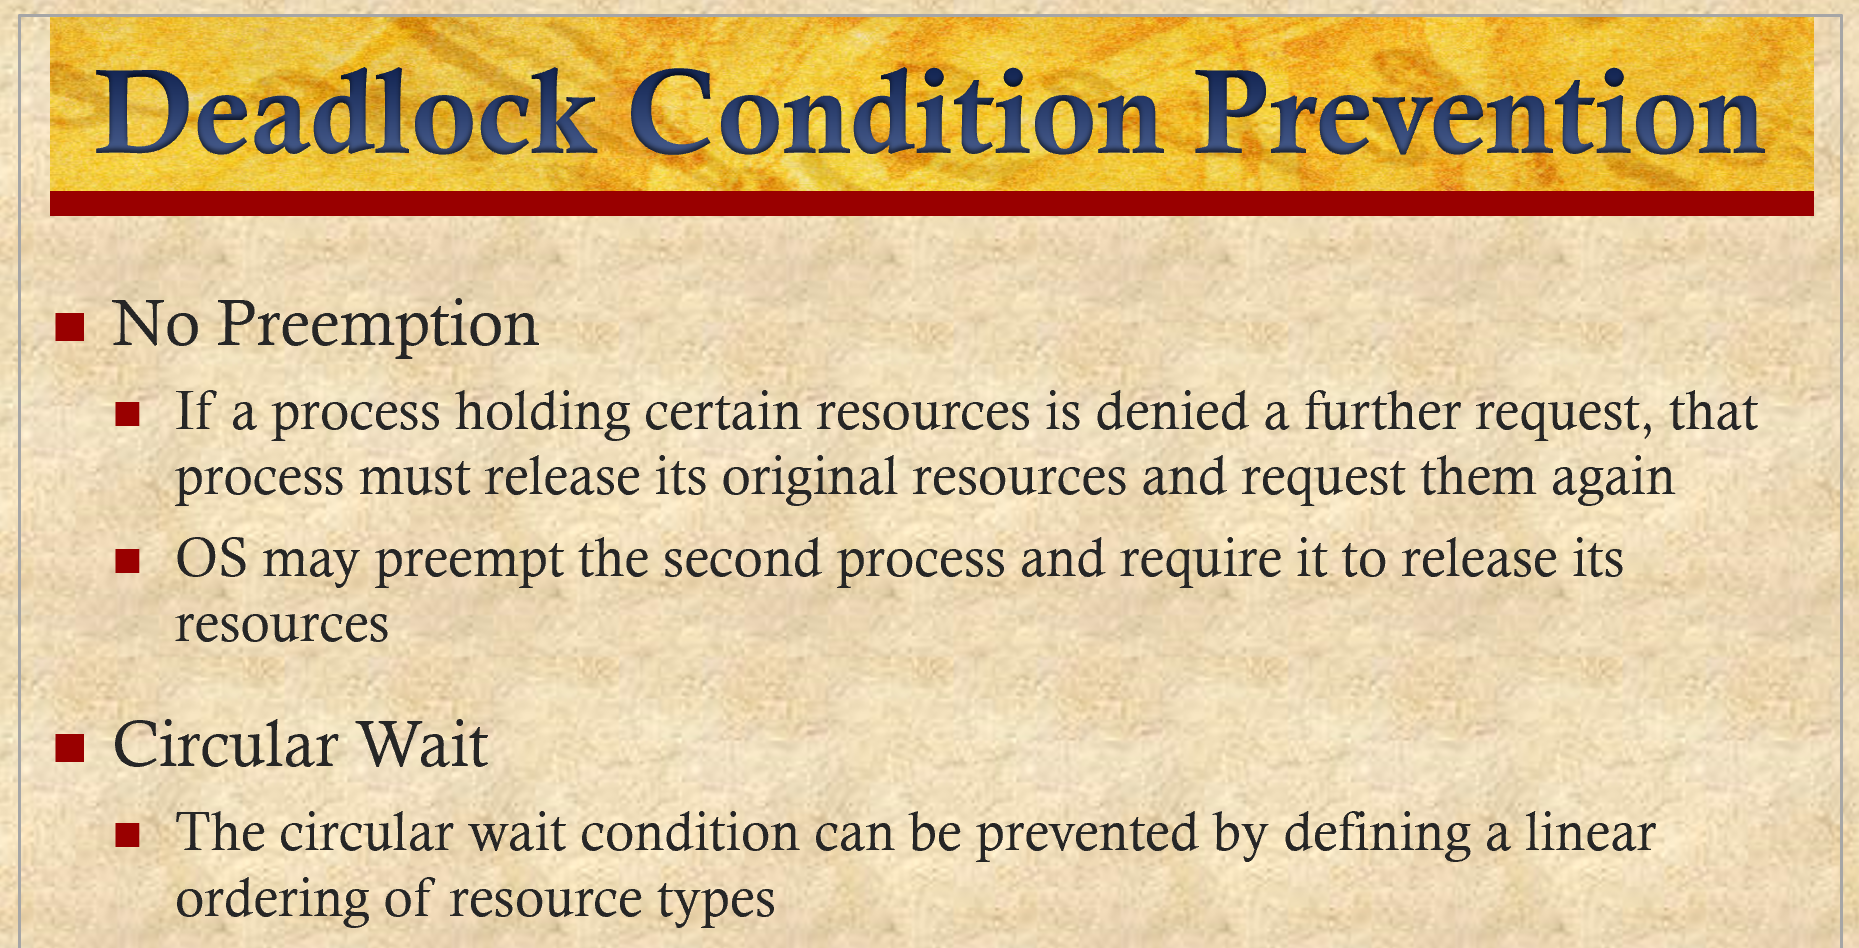 Deadlock Condition Prevention
No Preemption
If a process holding certain resources is denied a further request, that
process must release its original resources and request them again
OS may preempt the second process and require it to release its
resources
Circular Wait
The circular wait condition can be prevented by defining a linear
ordering of resource types